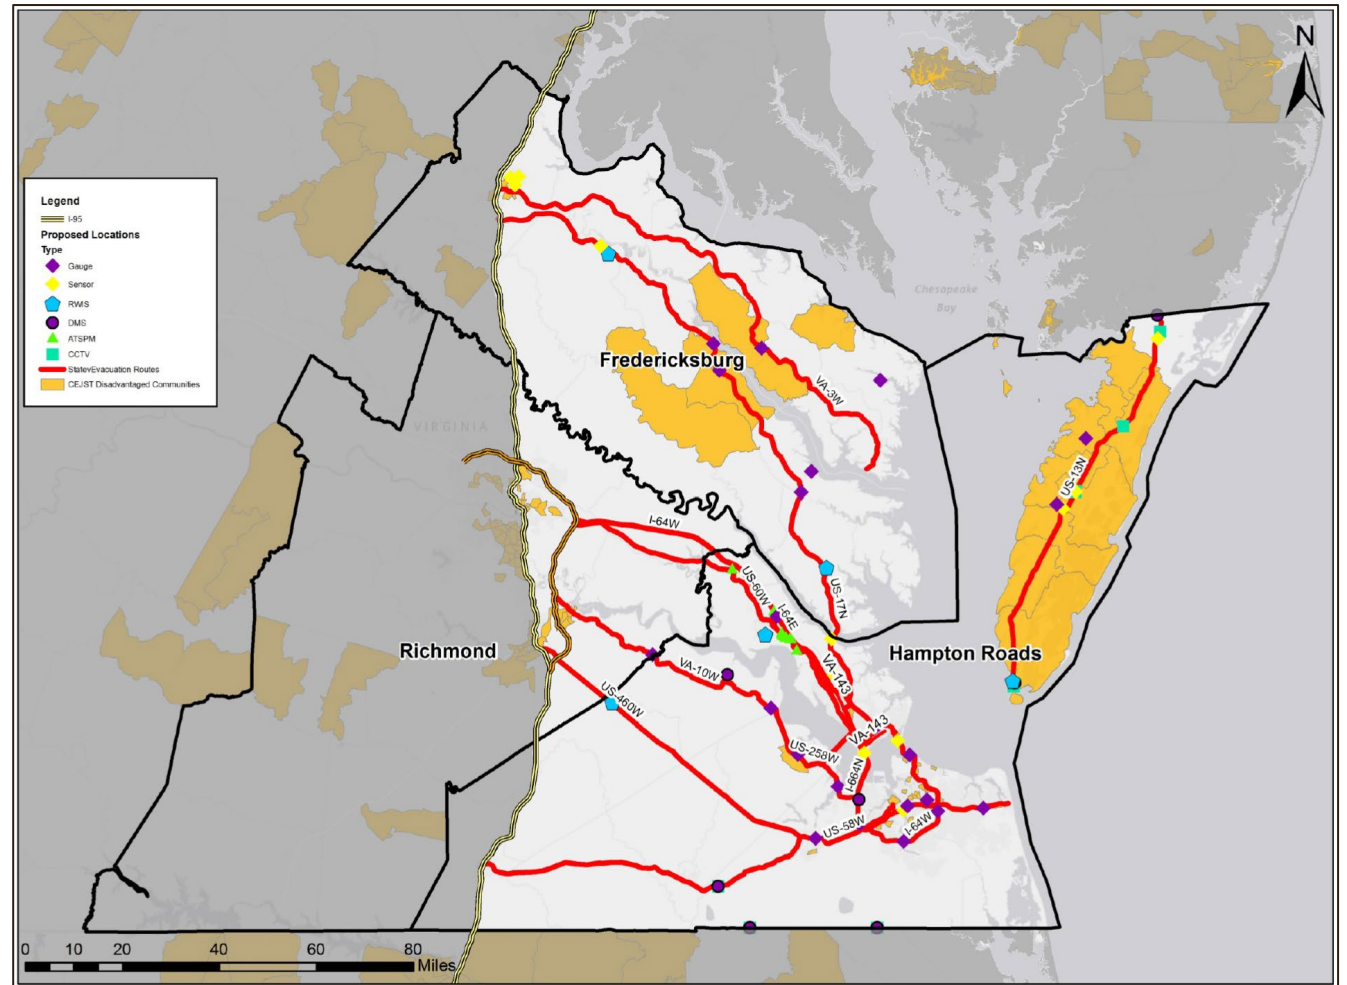 N
Legend
I-95
Proposed Locations
Type
Gauge
Sensor
RWIS
DMS
ATSPM
CCTV
StatevEvacuation Routes
CEJST Disadvantaged Communities
Chesapeake
Bay
Fredericksburg
VA-3W
VIRGINIA
US-13N
I-64W
US-60W
I-64E
US-17N
Richmond
Hampton Roads
VA-10W
VA-143
US-460W
VA-143
US-258W
I-664N
US-58W
I-64W
0 10 20 40 60 80
Miles